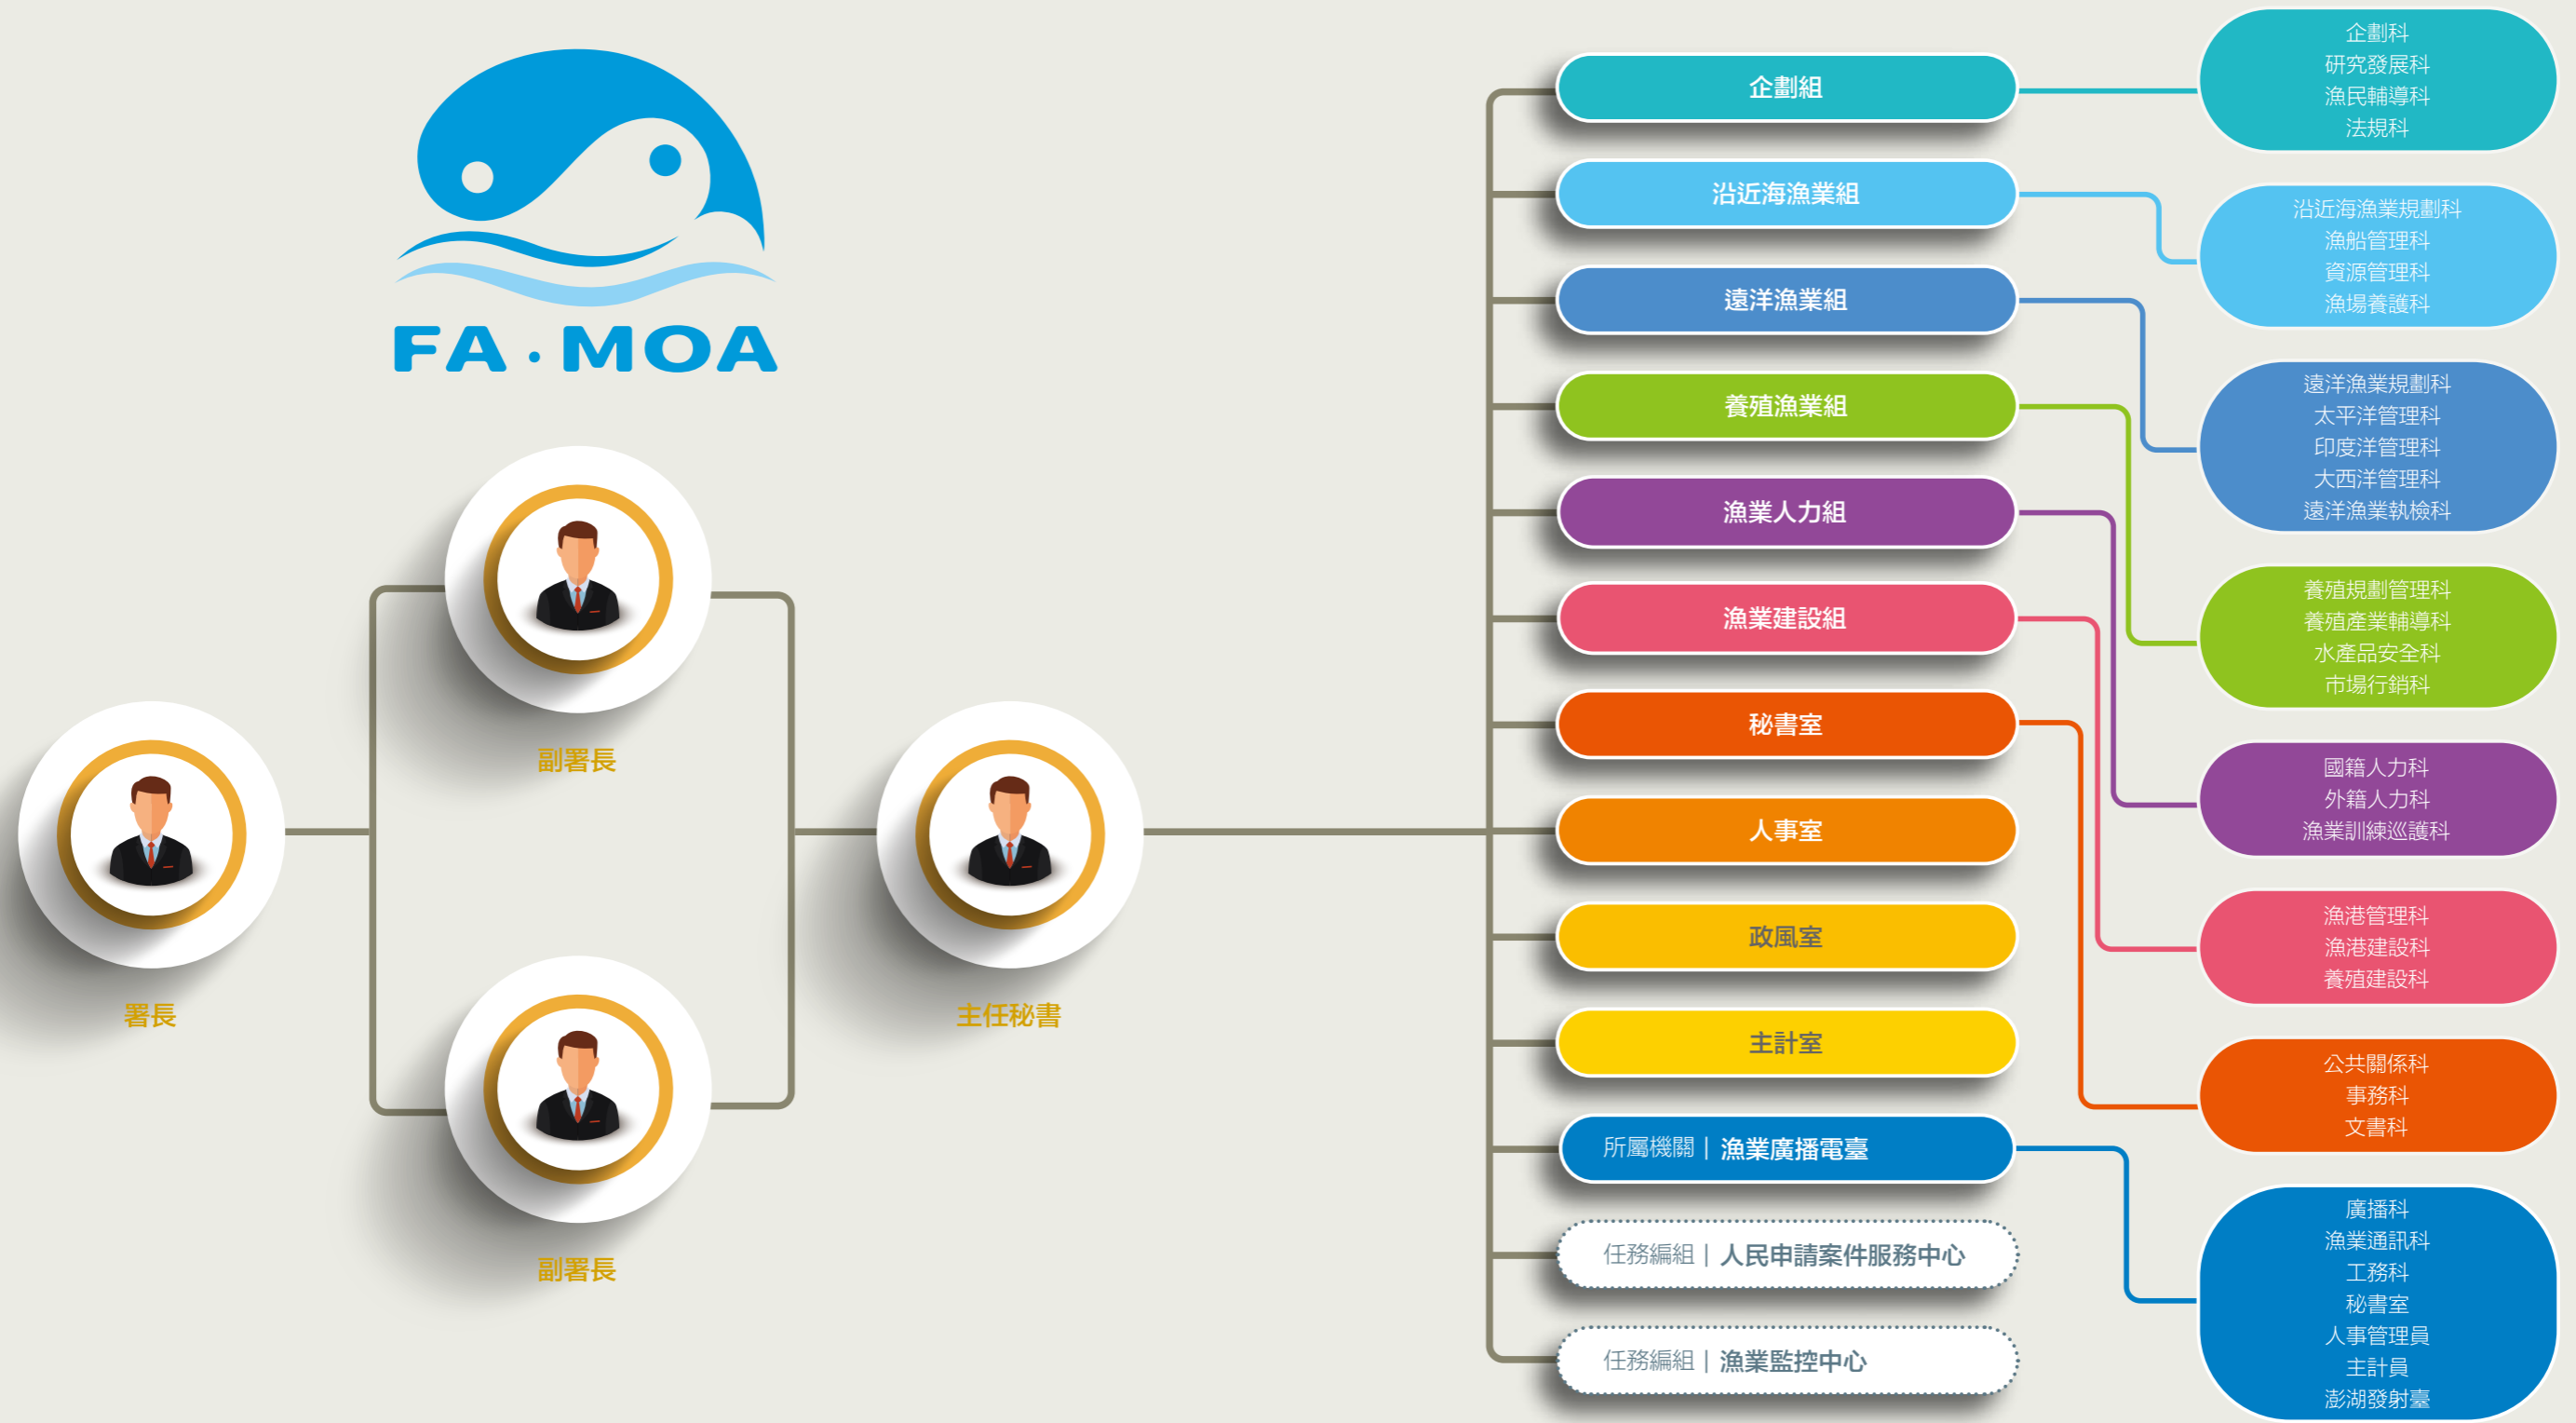 FA·MOA
署長
副署長
副署長
主任秘書
企劃組
沿近海漁業組
遠洋漁業組
養殖漁業組
漁業人力組
漁業建設組
秘書室
人事室
政風室
主計室
所屬機關｜漁業廣播電臺
任務編組｜人民申請案件服務中心
任務編組｜漁業監控中心
企劃科
研究發展科
漁民輔導科
法規科
沿近海漁業規劃科
漁船管理科
資源管理科
漁場養護科
遠洋漁業規劃科
太平洋管理科
印度洋管理科
大西洋管理科
遠洋漁業執檢科
養殖規劃管理科
養殖產業輔導科
水產品安全科
市場行銷科
國籍人力科
外籍人力科
漁業訓練巡護科
漁港管理科
漁港建設科
養殖建設科
公共關係科
事務科
文書科
廣播科
漁業通訊科
工務科
秘書室
人事管理員
主計員
澎湖發射臺